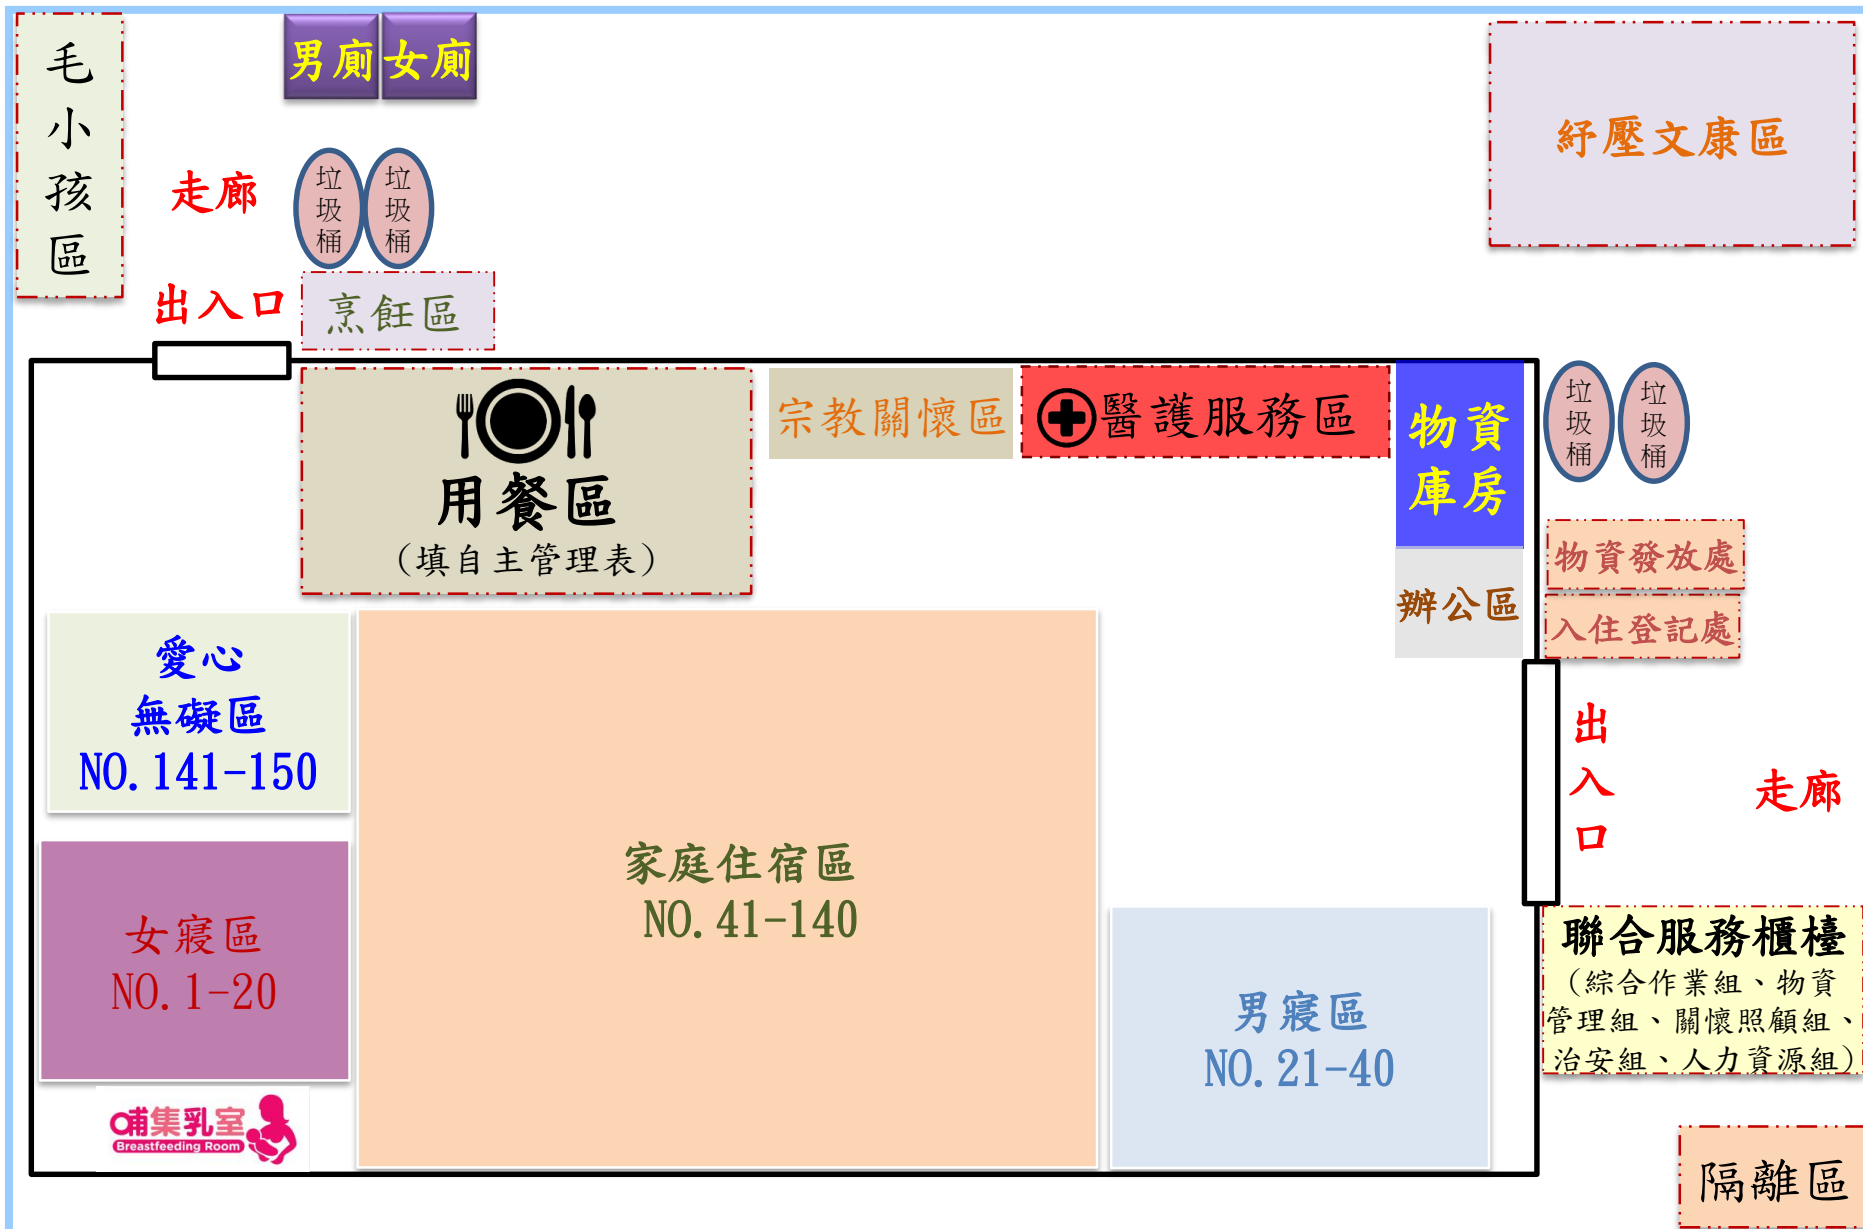 毛小孩區
男廁
女廁
紓壓文康區
走廊
垃圾桶
垃圾桶
出入口
烹飪區
用餐區
（填自主管理表）
宗教關懷區
醫護服務區
物資
庫房
垃圾桶
垃圾桶
物資發放處
辦公區
入住登記處
愛心
無礙區
NO. 141-150
出入口
走廊
家庭住宿區
NO. 41-140
女寢區
NO. 1-20
男寢區
NO. 21-40
聯合服務櫃檯
（綜合作業組、物資
管理組、關懷照顧組、
治安組、人力資源組）
哺集乳室
Breastfeeding Room
隔離區